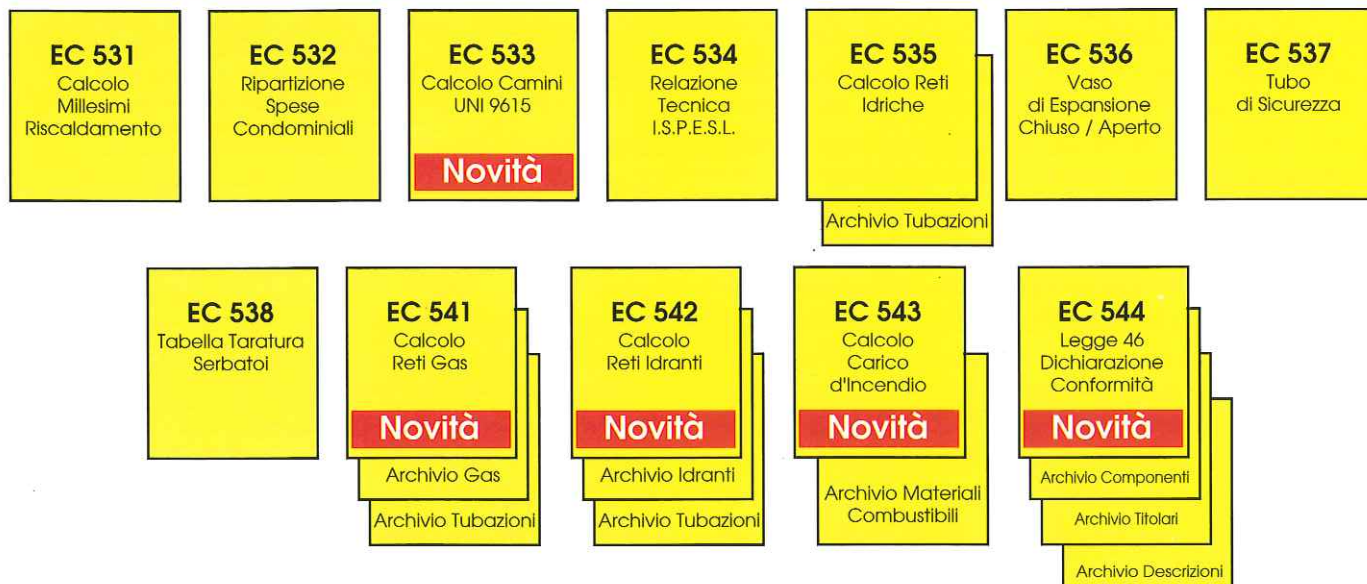 EC 531
Calcolo
Millesimi
Riscaldamento
EC 532
Ripartizione
Spese
Condominiali
EC 533
Calcolo Camini
UNI 9615
Novità
EC 534
Relazione
Tecnica
I.S.P.E.S.L.
EC 535
Calcolo Reti
Idriche
Archivio Tubazioni
EC 536
Vaso
di Espansione
Chiuso / Aperto
EC 537
Tubo
di Sicurezza
EC 538
Tabella Taratura
Serbatoi
EC 541
Calcolo
Reti Gas
Novità
Archivio Gas
Archivio Tubazioni
EC 542
Calcolo
Reti Idranti
Novità
Archivio Idranti
Archivio Tubazioni
EC 543
Calcolo
Carico
d'Incendio
Novità
Archivio Materiali
Combustibili
EC 544
Legge 46
Dichiarazione
Conformità
Novità
Archivio Componenti
Archivio Titolari
Archivio Descrizioni